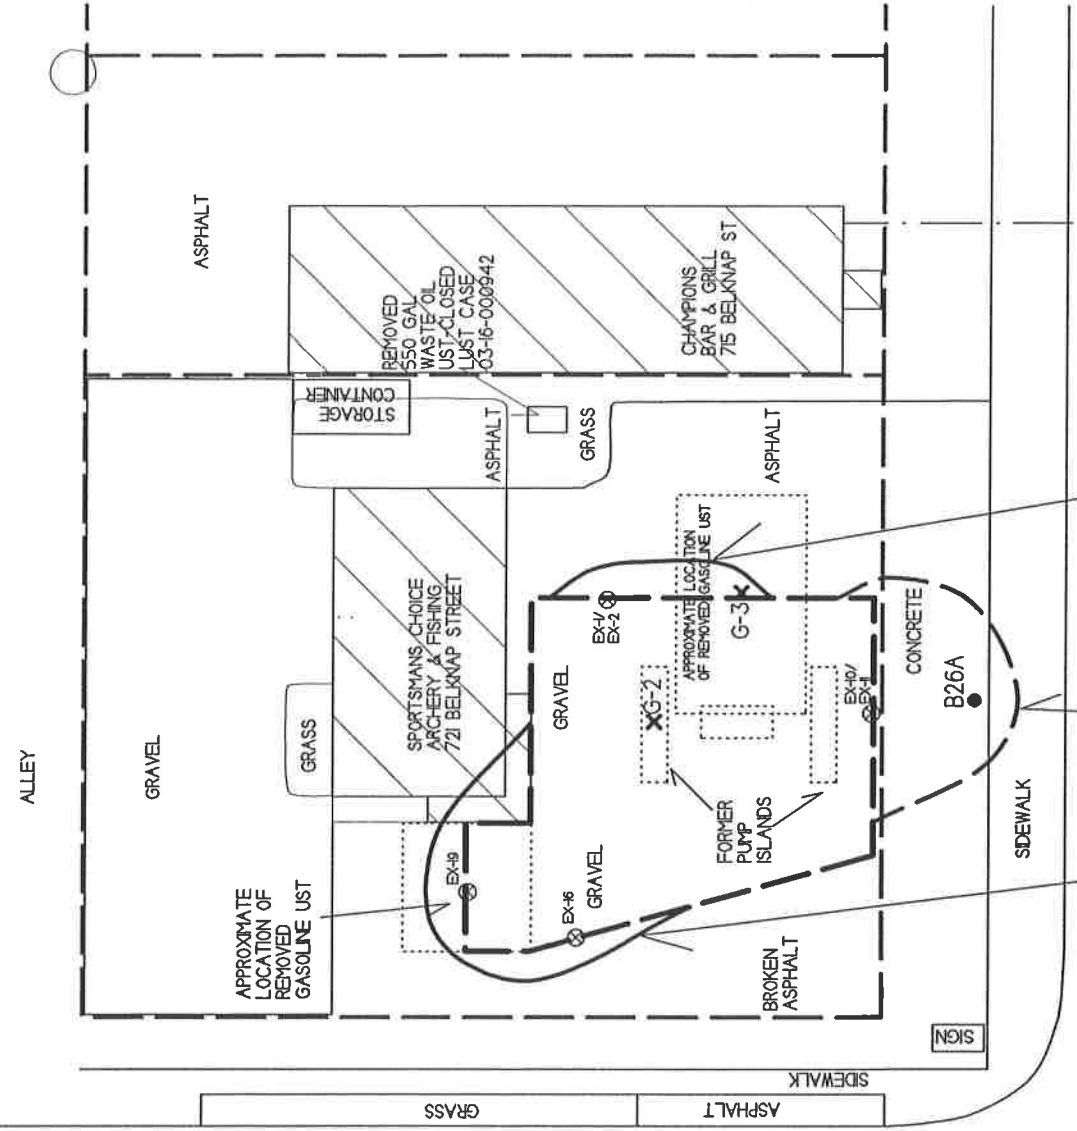 ALLEY
ASPHALT
GRAVEL
REMOVED
550 GAL
WASTE OIL
UST-CLOSED
LUST CASE
03-16-000942
CHAMPIONS
BAR & GRILL
715 BELKNAP ST
STORAGE
CONTAINER
ASPHALT
GRASS
ASPHALT
GRASS
SPORTSMANS CHOICE
ARCHERY & FISHING
721 BELKNAP STREET
APPROXIMATE LOCATION
OF REMOVED GASOLINE UST
EX-1/
EX-2
G-3
GRAVEL
G-2
EX-10/
EX-11
CONCRETE
B26A
FORMER
PUMP
ISLANDS
SIDEWALK
EX-19
EX-16
GRAVEL
APPROXIMATE
LOCATION OF
REMOVED
GASOLINE UST
BROKEN
ASPHALT
SIGN
SIDEWALK
GRASS
ASPHALT